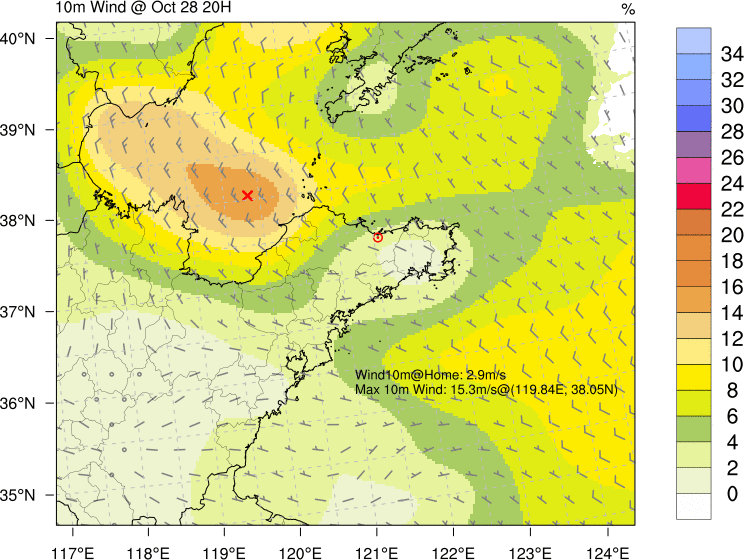 10m Wind @ Oct 28 20H
%
40°N
39°N
38°N
37°N
36°N
35°N
117°E 118°E 119°E 120°E 121°E 122°E 123°E 124°E
Wind10m@Home: 2.9m/s
Max 10m Wind: 15.3m/s@(119.84E, 38.05N)
34
32
30
28
26
24
22
20
18
16
14
12
10
8
6
4
2
0